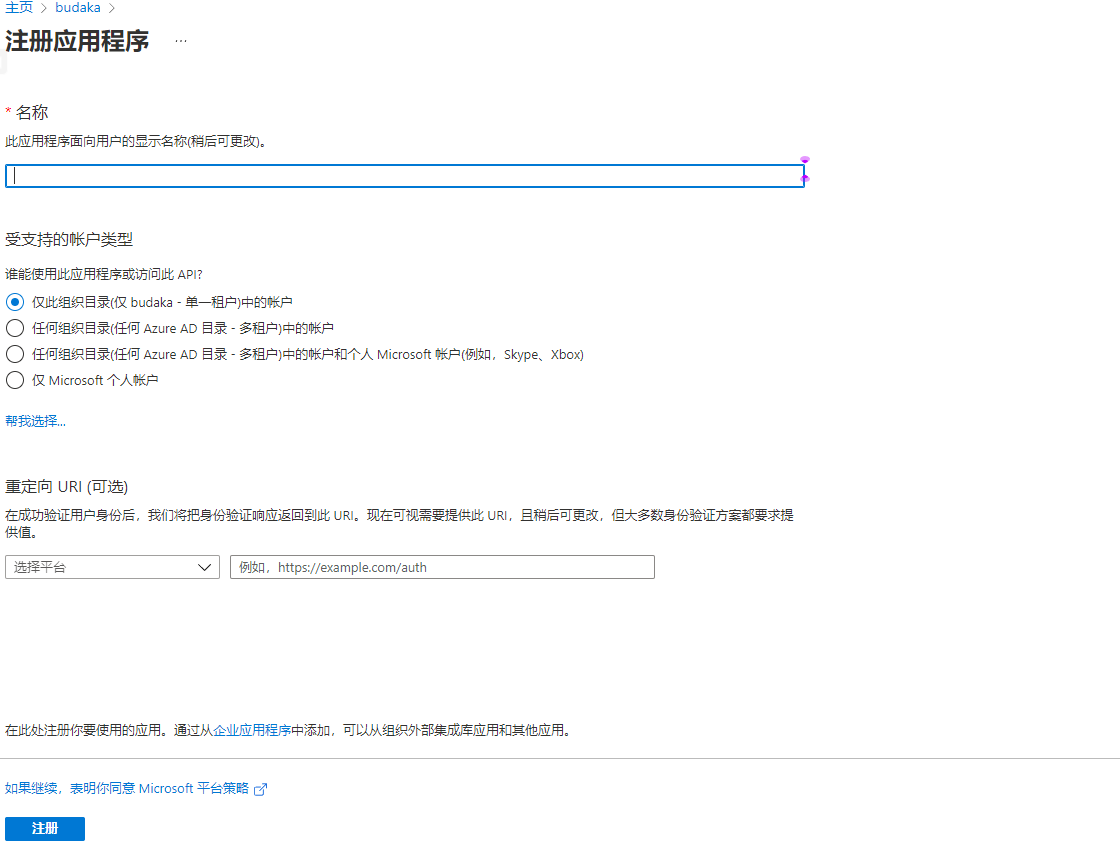 主页 > budaka >
注册应用程序 ...
* 名称
此应用程序面向用户的显示名称(稍后可更改)。
受支持的帐户类型
谁能使用此应用程序或访问此 API?
仅此组织目录(仅 budaka - 单一租户)中的帐户
任何组织目录(任何 Azure AD 目录 - 多租户)中的帐户
任何组织目录(任何 Azure AD 目录 - 多租户)中的帐户和个人 Microsoft 帐户(例如，Skype、Xbox)
仅 Microsoft 个人帐户
帮我选择...
重定向 URI (可选)
在成功验证用户身份后，我们将把身份验证响应返回到此 URI。现在可视需要提供此 URI，且稍后可更改，但大多数身份验证方案都要求提
供值。
选择平台 例如，https://example.com/auth
在此处注册你要使用的应用。通过从企业应用程序中添加，可以从组织外部集成库应用和其他应用。
如果继续，表明你同意 Microsoft 平台策略
注册